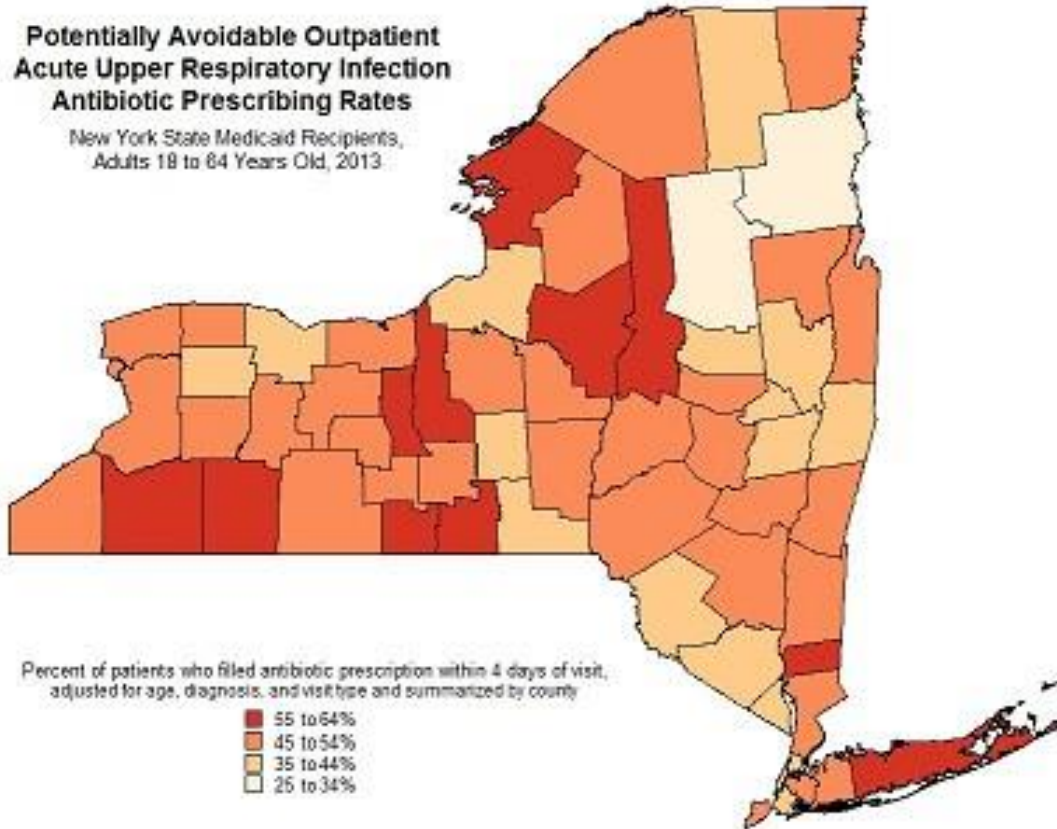 Potentially Avoidable Outpatient
Acute Upper Respiratory Infection
Antibiotic Prescribing Rates
New York State Medicaid Recipients,
Adults 18 to 64 Years Old, 2013
Percent of patients who filled antibiotic prescription within 4 days of visit,
adjusted for age, diagnosis, and visit type and summarized by county
55 to 64%
45 to 54%
35 to 44%
25 to 34%